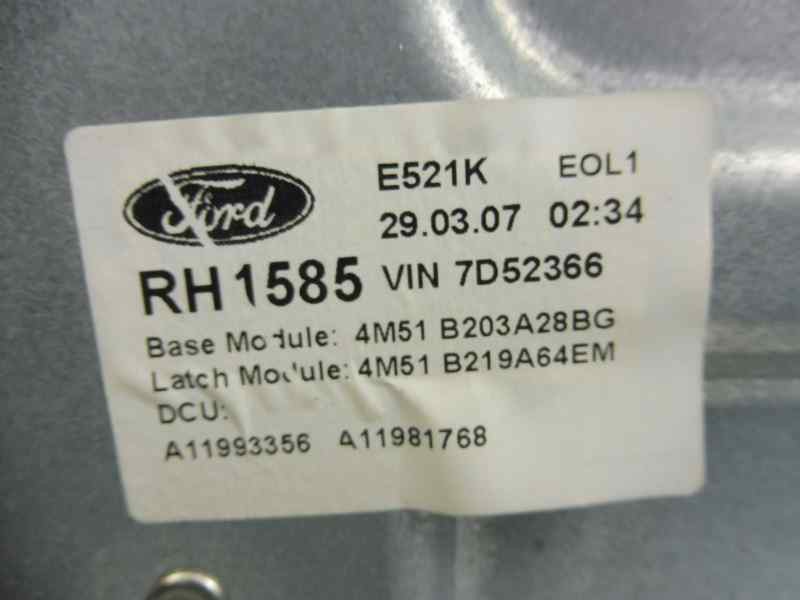 Ford
E521K EOL1
29.03.07 02:34
RH1585 VIN 7D52366
Base Module: 4M51 B203A28BG
Latch Module: 4M51 B219A64EM
DCU:
A11993356 A11981768